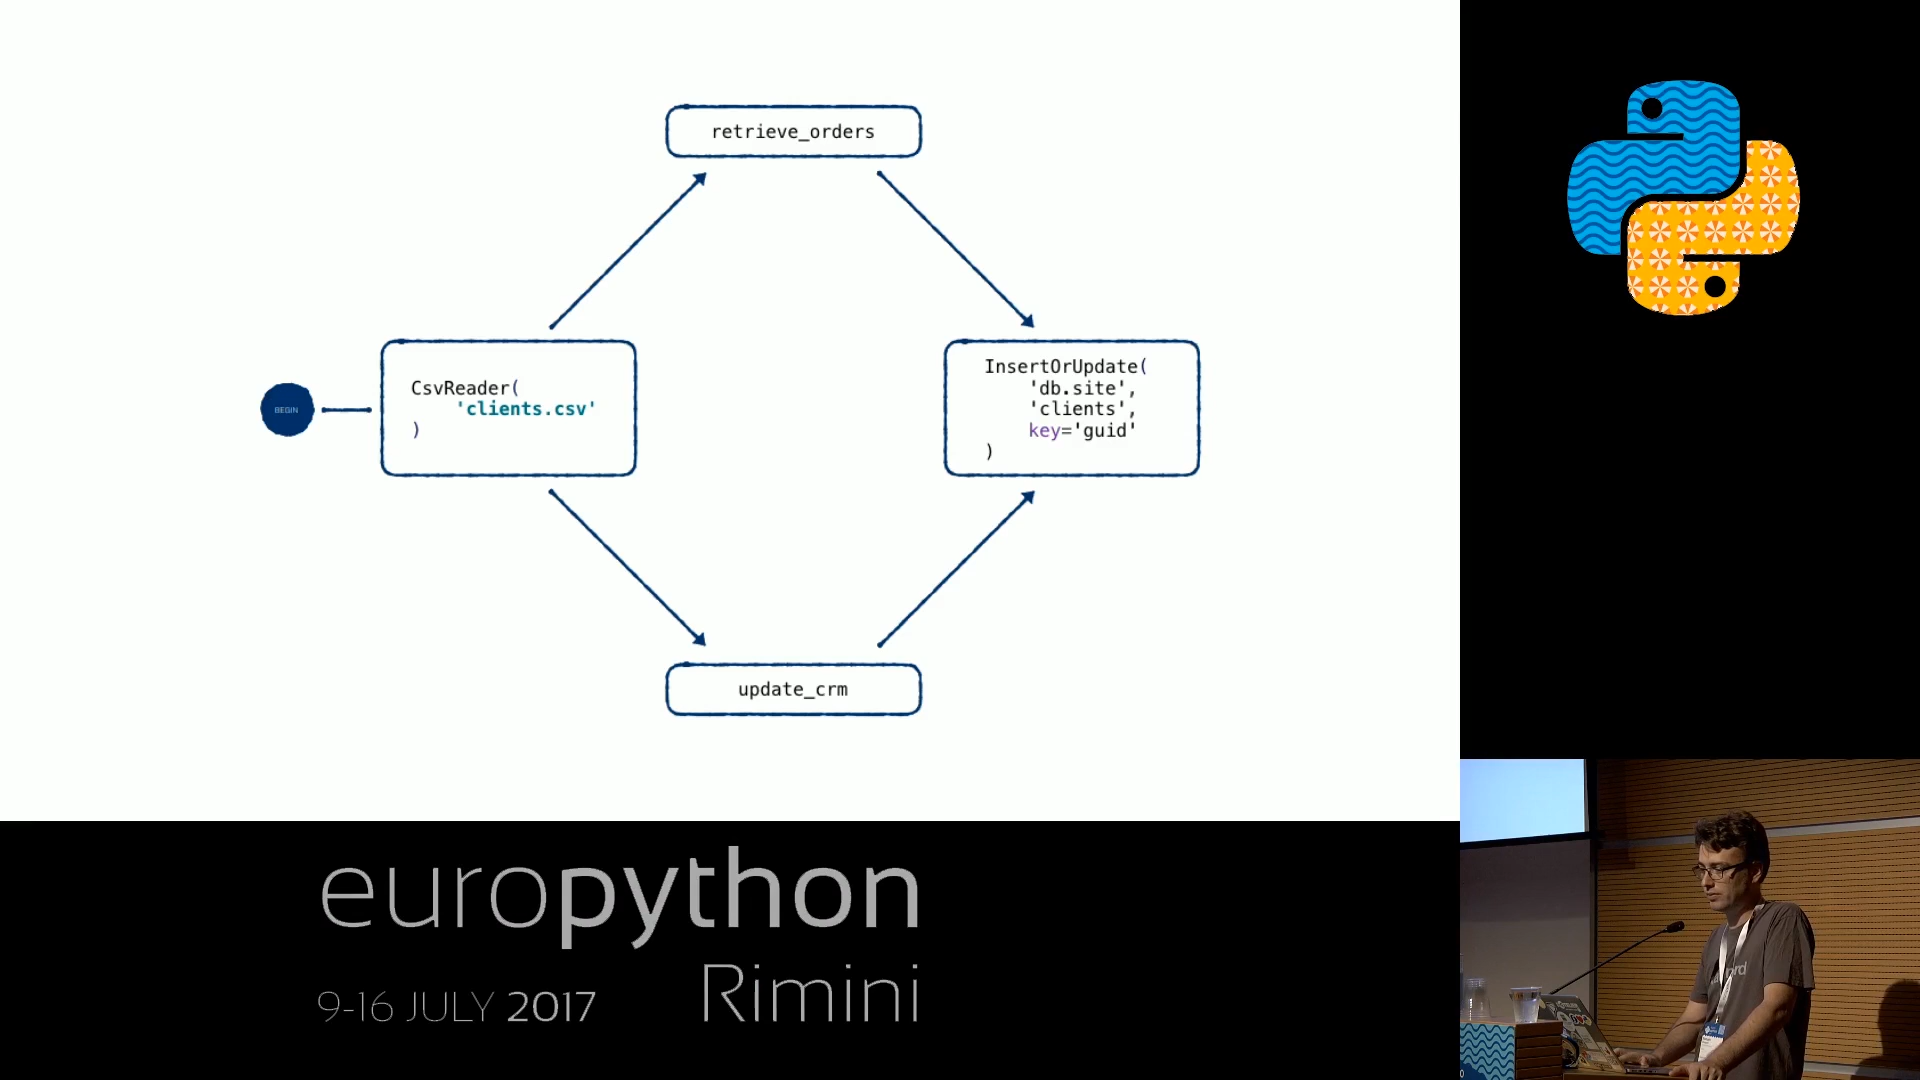 retrieve_orders
BEGIN
CsvReader(
'clients.csv'
)
InsertOrUpdate(
'db.site',
'clients',
key='guid'
)
update_crm
europython
9-16 JULY 2017
Rimini